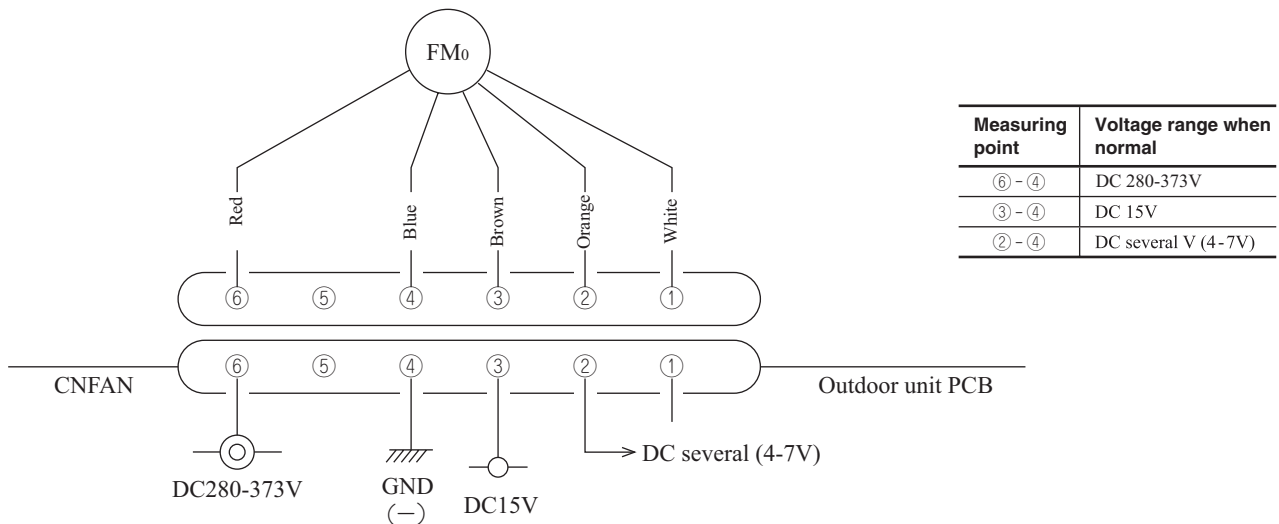 FM0
Red
Blue
Brown
Orange
White
⑥ ⑤ ④ ③ ② ①
⑥ ⑤ ④ ③ ② ①
CNFAN
Outdoor unit PCB
DC280-373V
GND
(−)
DC15V
DC several (4-7V)
Measuring point
Voltage range when normal
⑥-④ DC 280-373V
③-④ DC 15V
②-④ DC several V (4-7V)